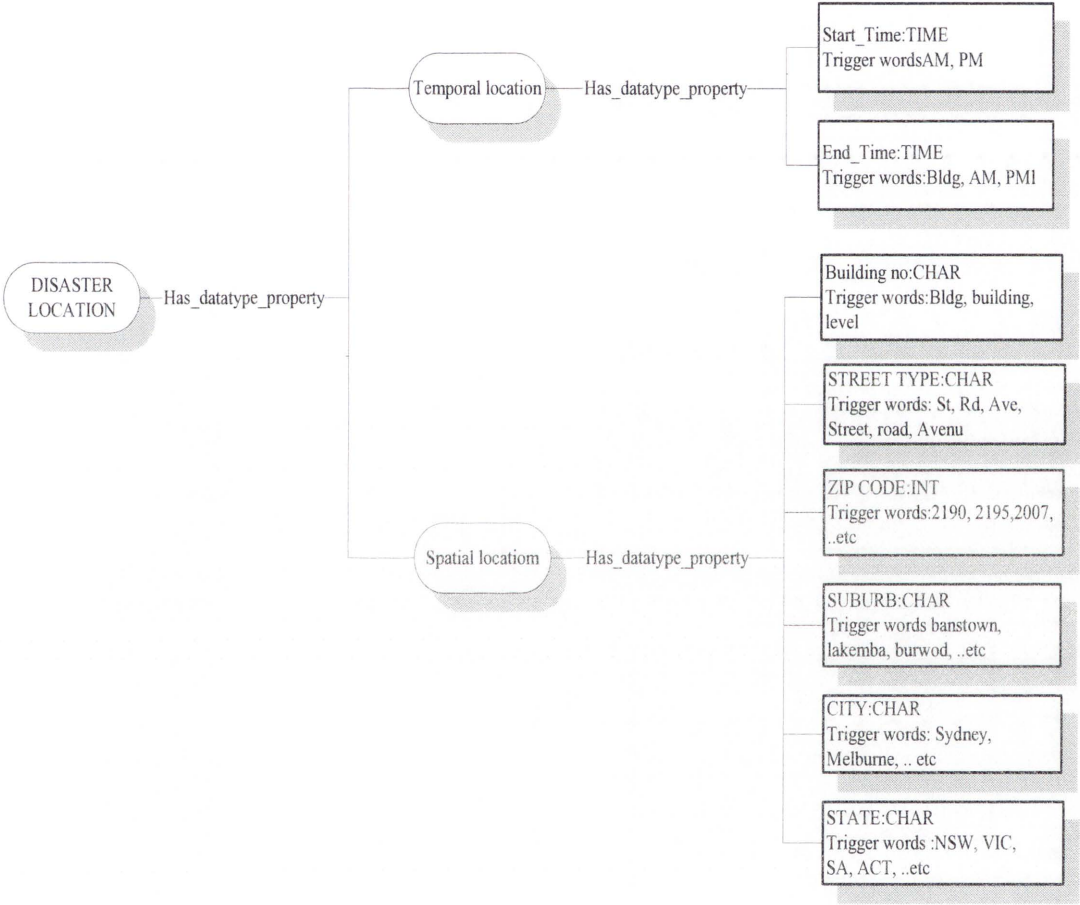 DISASTER
LOCATION
Has_datatype_property
Temporal location
Has_datatype_property
Start_Time:TIME
Trigger wordsAM, PM
End_Time:TIME
Trigger words:Bldg, AM, PMl
Spatial locatiom
Has_datatype_property
Building no:CHAR
Trigger words:Bldg, building,
level
STREET TYPE:CHAR
Trigger words: St, Rd, Ave,
Street, road, Avenu
ZIP CODE:INT
Trigger words:2190, 2195,2007,
..etc
SUBURB:CHAR
Trigger words banstown,
lakemba, burwod, ..etc
CITY:CHAR
Trigger words: Sydney,
Melburne, .. etc
STATE:CHAR
Trigger words :NSW, VIC,
SA, ACT, ..etc